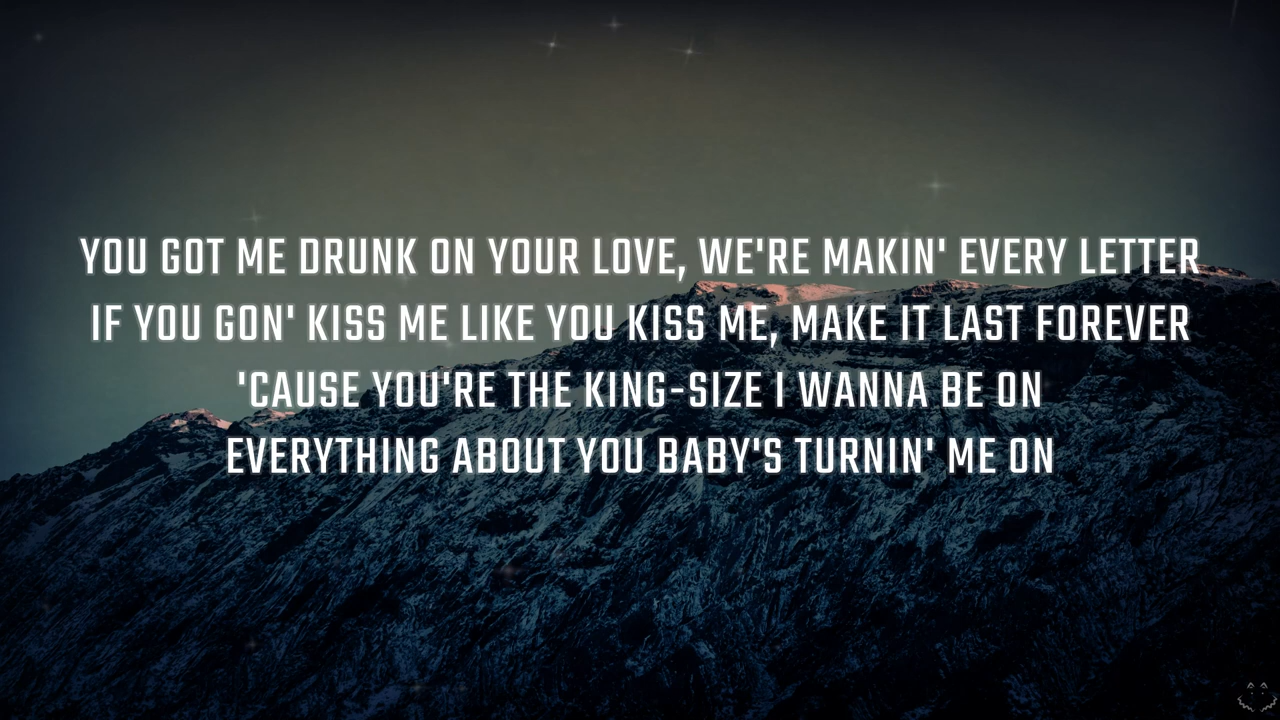 YOU GOT ME DRUNK ON YOUR LOVE, WE'RE MAKIN' EVERY LETTER
IF YOU GON' KISS ME LIKE YOU KISS ME, MAKE IT LAST FOREVER
'CAUSE YOU'RE THE KING-SIZE I WANNA BE ON
EVERYTHING ABOUT YOU BABY'S TURNIN' ME ON